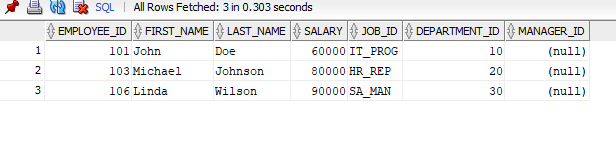 SQL | All Rows Fetched: 3 in 0.303 seconds
EMPLOYEE_ID FIRST_NAME LAST_NAME SALARY JOB_ID DEPARTMENT_ID MANAGER_ID
1 101 John Doe 60000 IT_PROG 10 (null)
2 103 Michael Johnson 80000 HR_REP 20 (null)
3 106 Linda Wilson 90000 SA_MAN 30 (null)